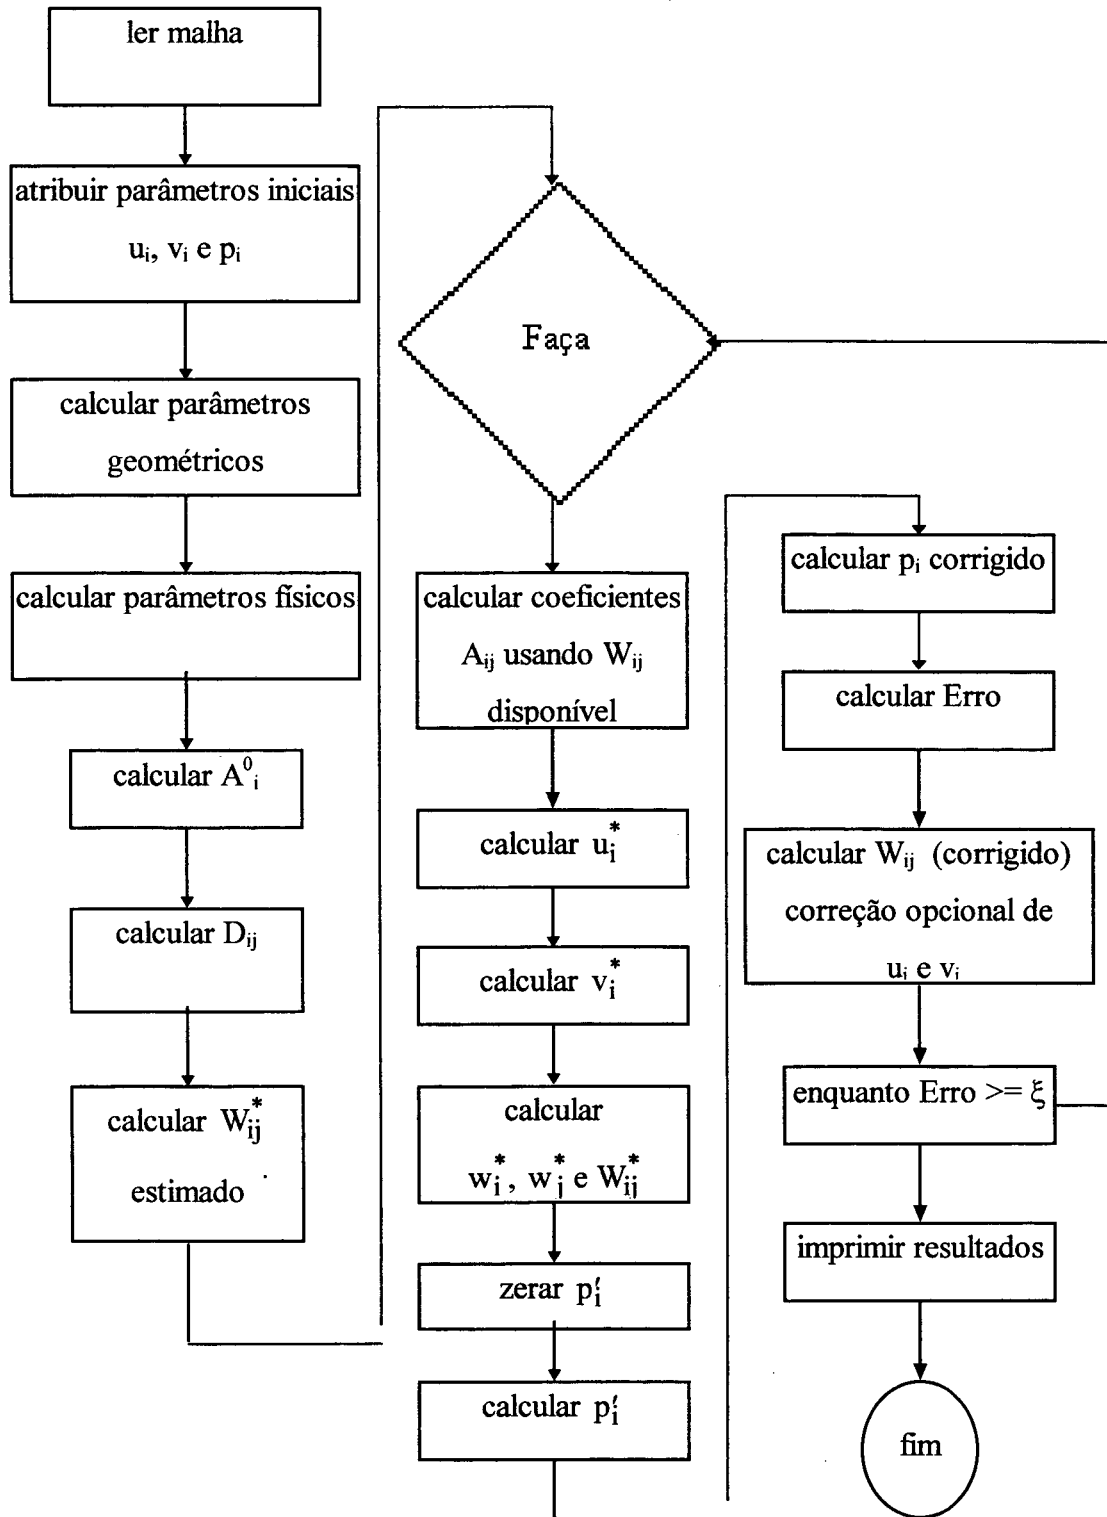 ler malha
atribuir parâmetros iniciais
uᵢ, vᵢ e pᵢ
calcular parâmetros
geométricos
calcular parâmetros físicos
calcular A⁰ᵢ
calcular Dᵢⱼ
calcular W*ᵢⱼ
estimado
Faça
calcular coeficientes
Aᵢⱼ usando Wᵢⱼ
disponível
calcular u*ᵢ
calcular v*ᵢ
calcular
w*ᵢ, w*ⱼ e W*ᵢⱼ
zerar p′ᵢ
calcular p′ᵢ
calcular pᵢ corrigido
calcular Erro
calcular Wᵢⱼ (corrigido)
correção opcional de
uᵢ e vᵢ
enquanto Erro >= ξ
imprimir resultados
fim